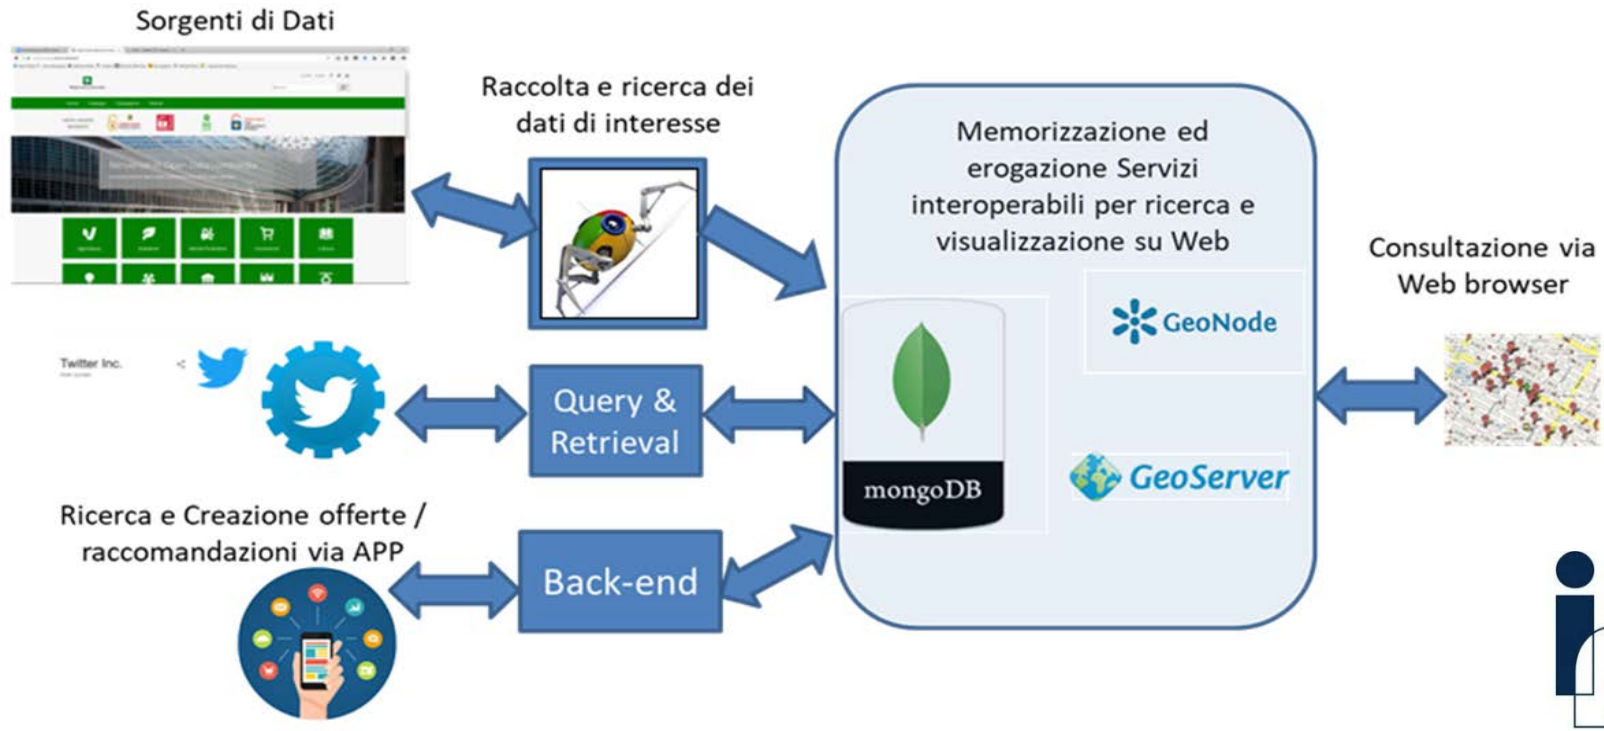 Sorgenti di Dati
Raccolta e ricerca dei
dati di interesse
Memorizzazione ed
erogazione Servizi
interoperabili per ricerca e
visualizzazione su Web
Consultazione via
Web browser
GeoNode
Twitter Inc.
Query &
Retrieval
mongoDB
GeoServer
Ricerca e Creazione offerte /
raccomandazioni via APP
Back-end